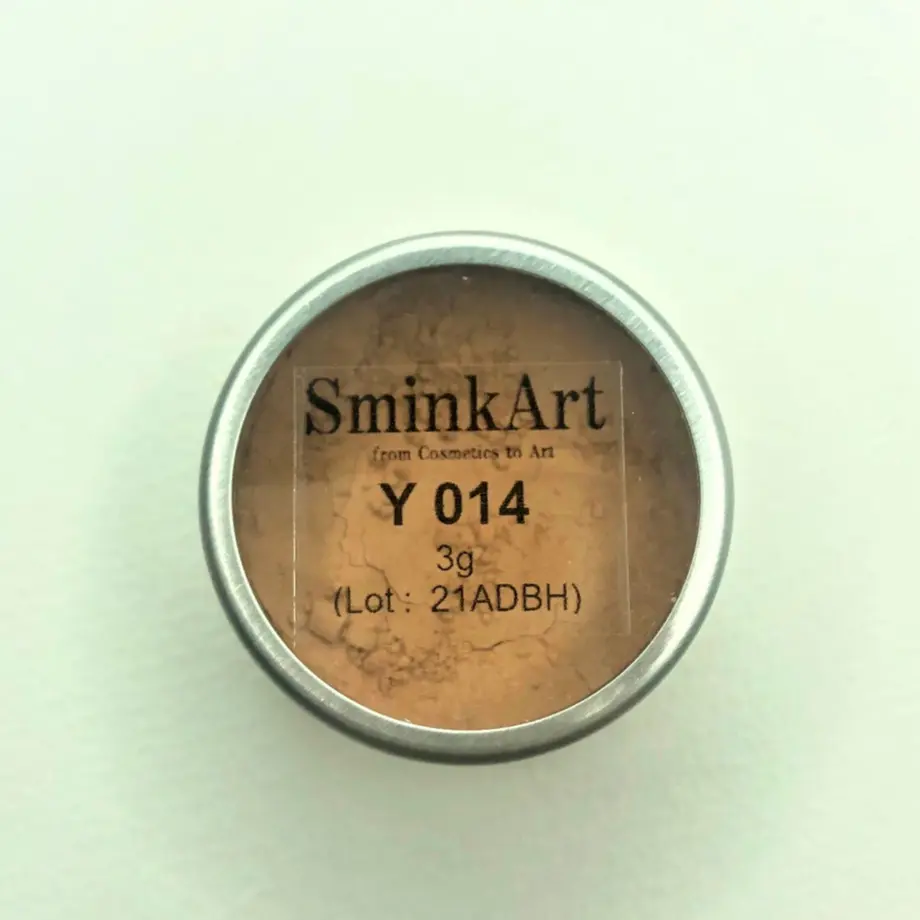 SminkArt
from Cosmetics to Art
Y 014
3g
(Lot : 21ADBH)